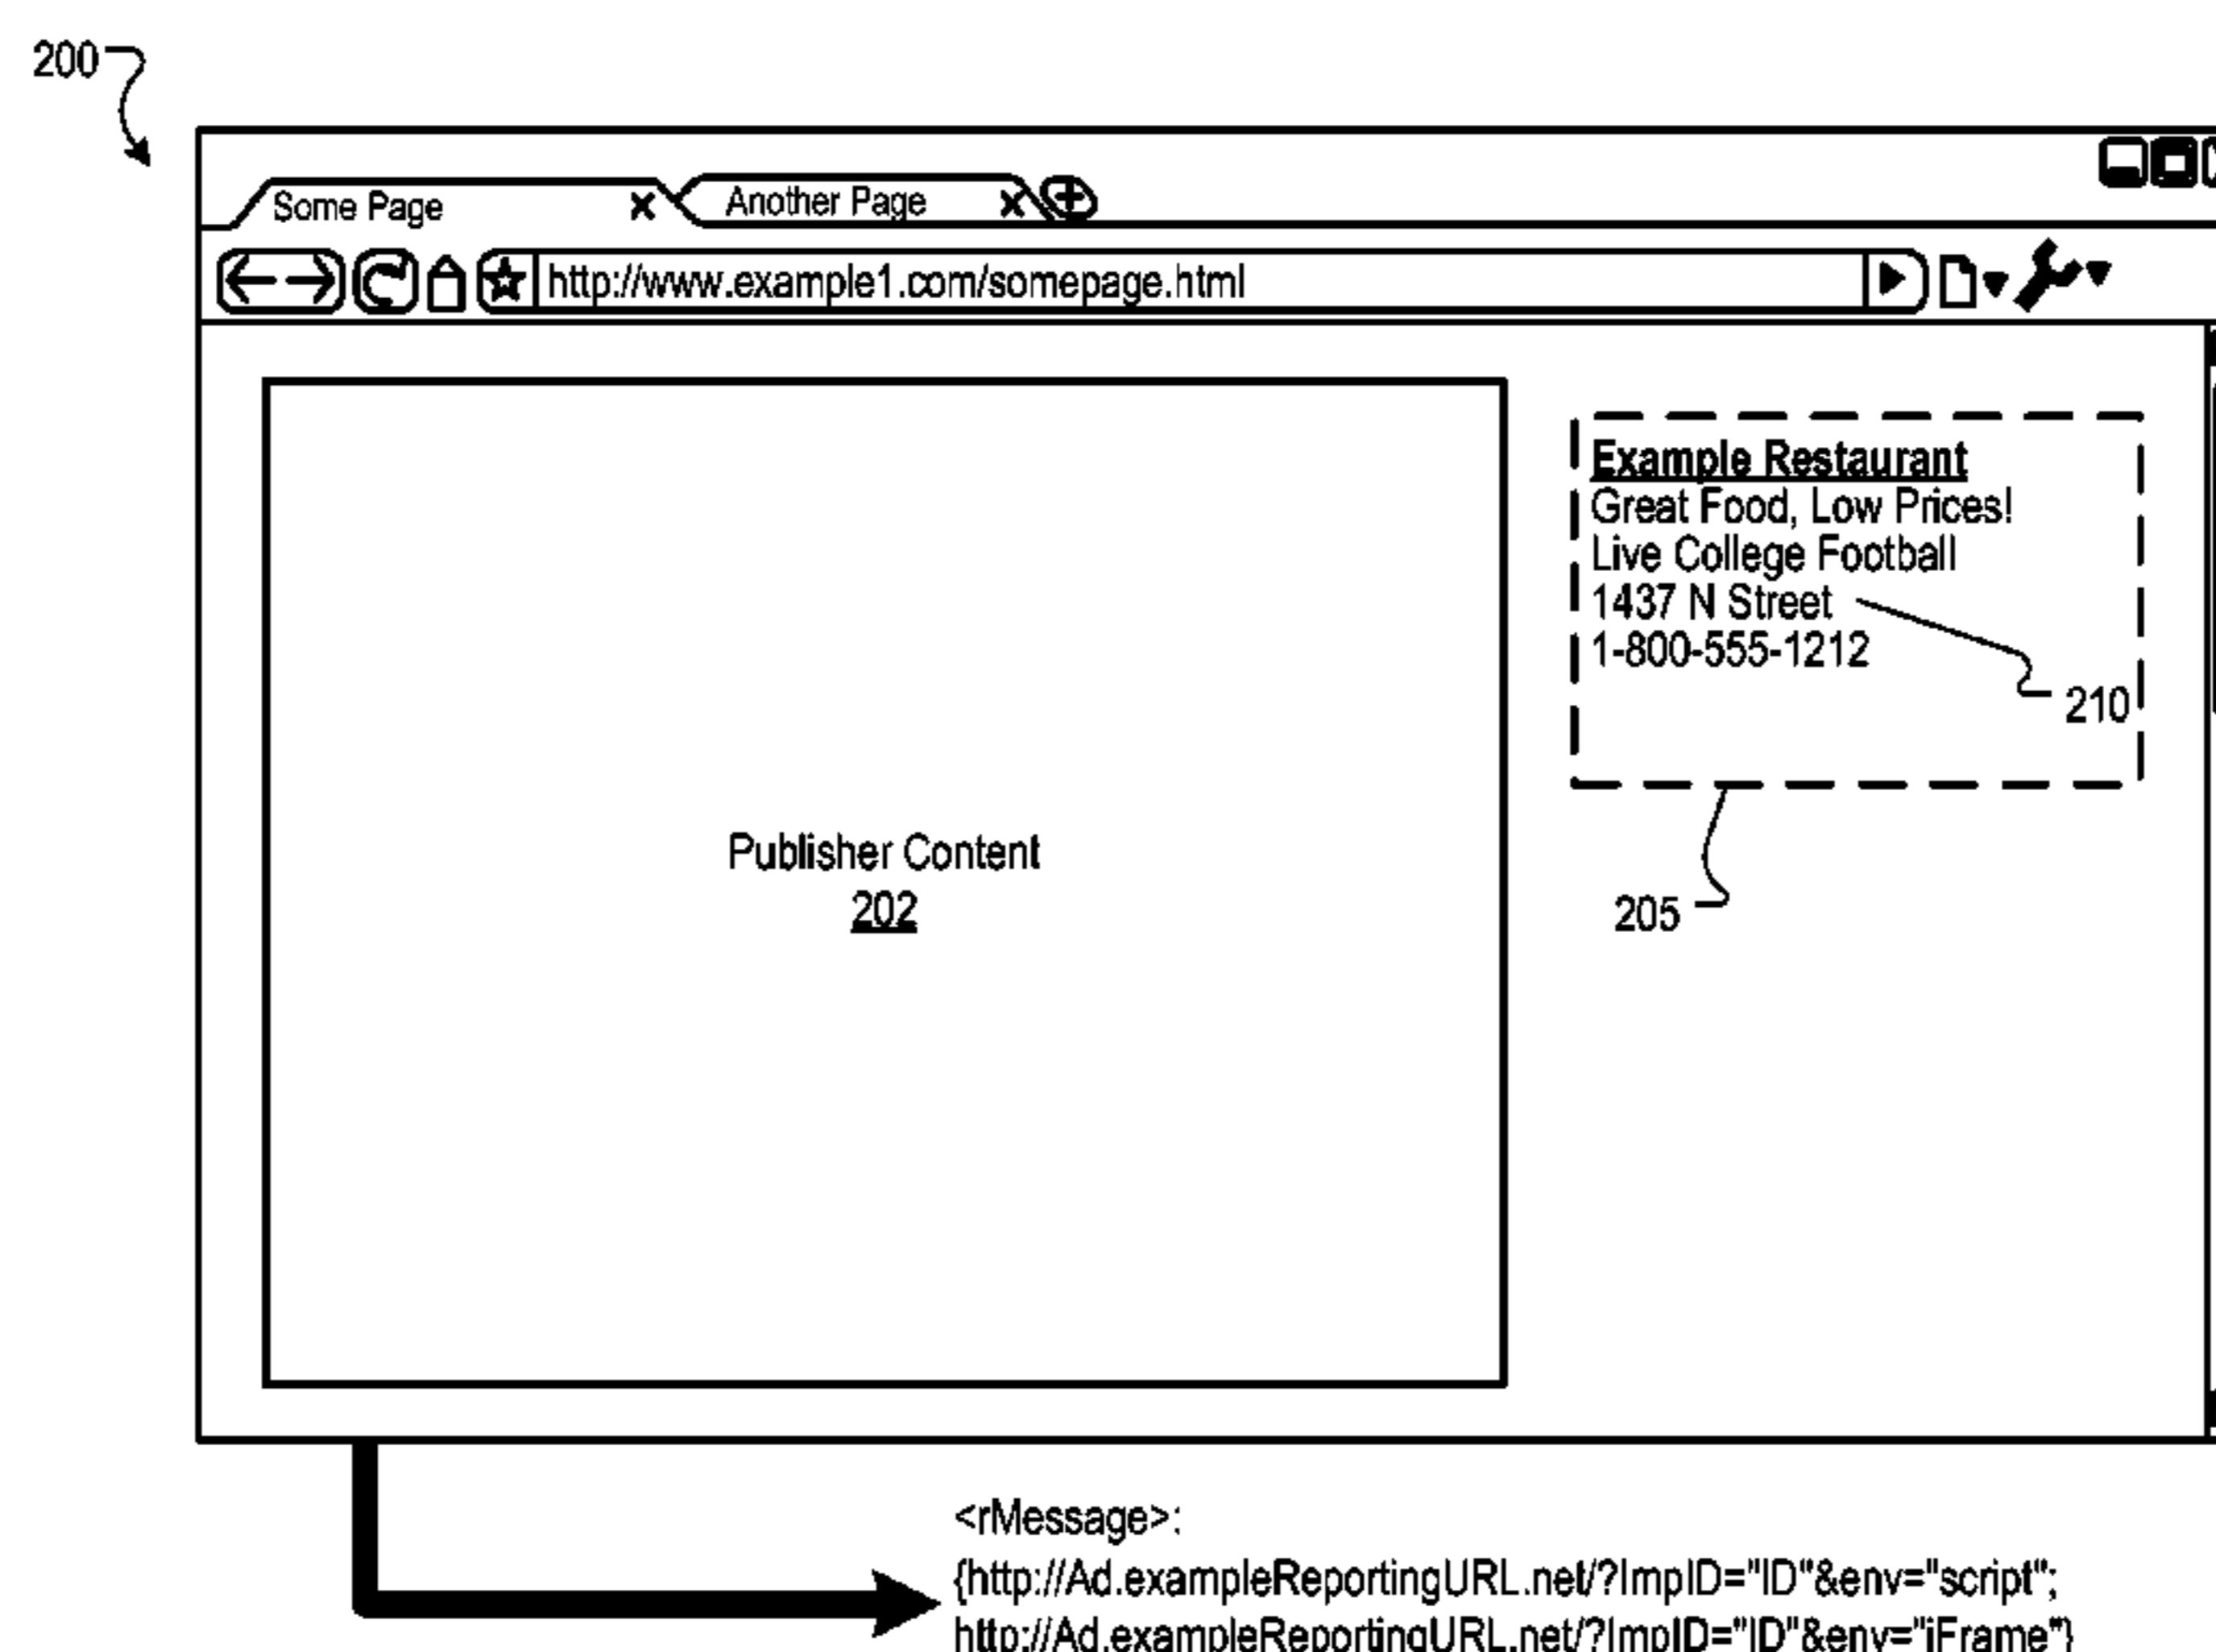 200
Some Page
Another Page
http://www.example1.com/somepage.html
Example Restaurant
Great Food, Low Prices!
Live College Football
1437 N Street
1-800-555-1212
210
Publisher Content
202
205
<rMessage>:
{http://Ad.exampleReportingURL.net/?ImpID="ID"&env="script";
http://Ad.exampleReportingURL.net/?ImpID="ID"&env="iFrame"}